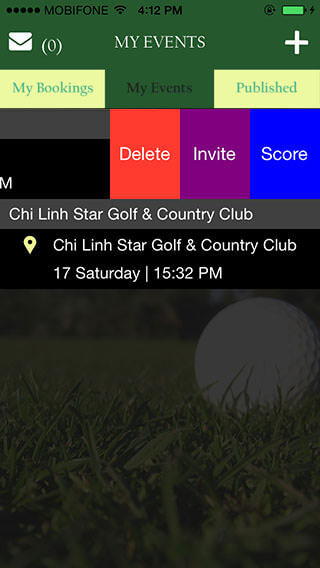 MOBIFONE 4:12 PM
(0) MY EVENTS
My Bookings My Events Published
M
Delete Invite Score
Chi Linh Star Golf & Country Club
Chi Linh Star Golf & Country Club
17 Saturday | 15:32 PM